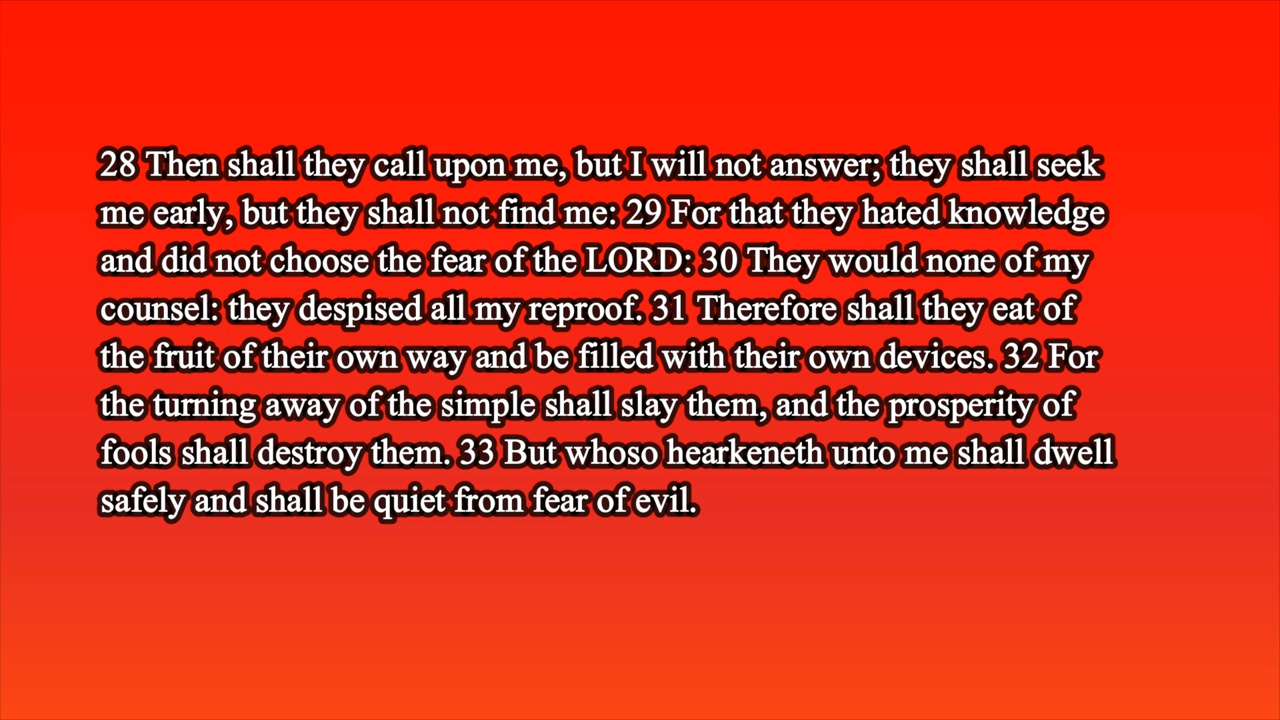 28 Then shall they call upon me, but I will not answer; they shall seek
me early, but they shall not find me: 29 For that they hated knowledge
and did not choose the fear of the LORD: 30 They would none of my
counsel: they despised all my reproof. 31 Therefore shall they eat of
the fruit of their own way and be filled with their own devices. 32 For
the turning away of the simple shall slay them, and the prosperity of
fools shall destroy them. 33 But whoso hearkeneth unto me shall dwell
safely and shall be quiet from fear of evil.